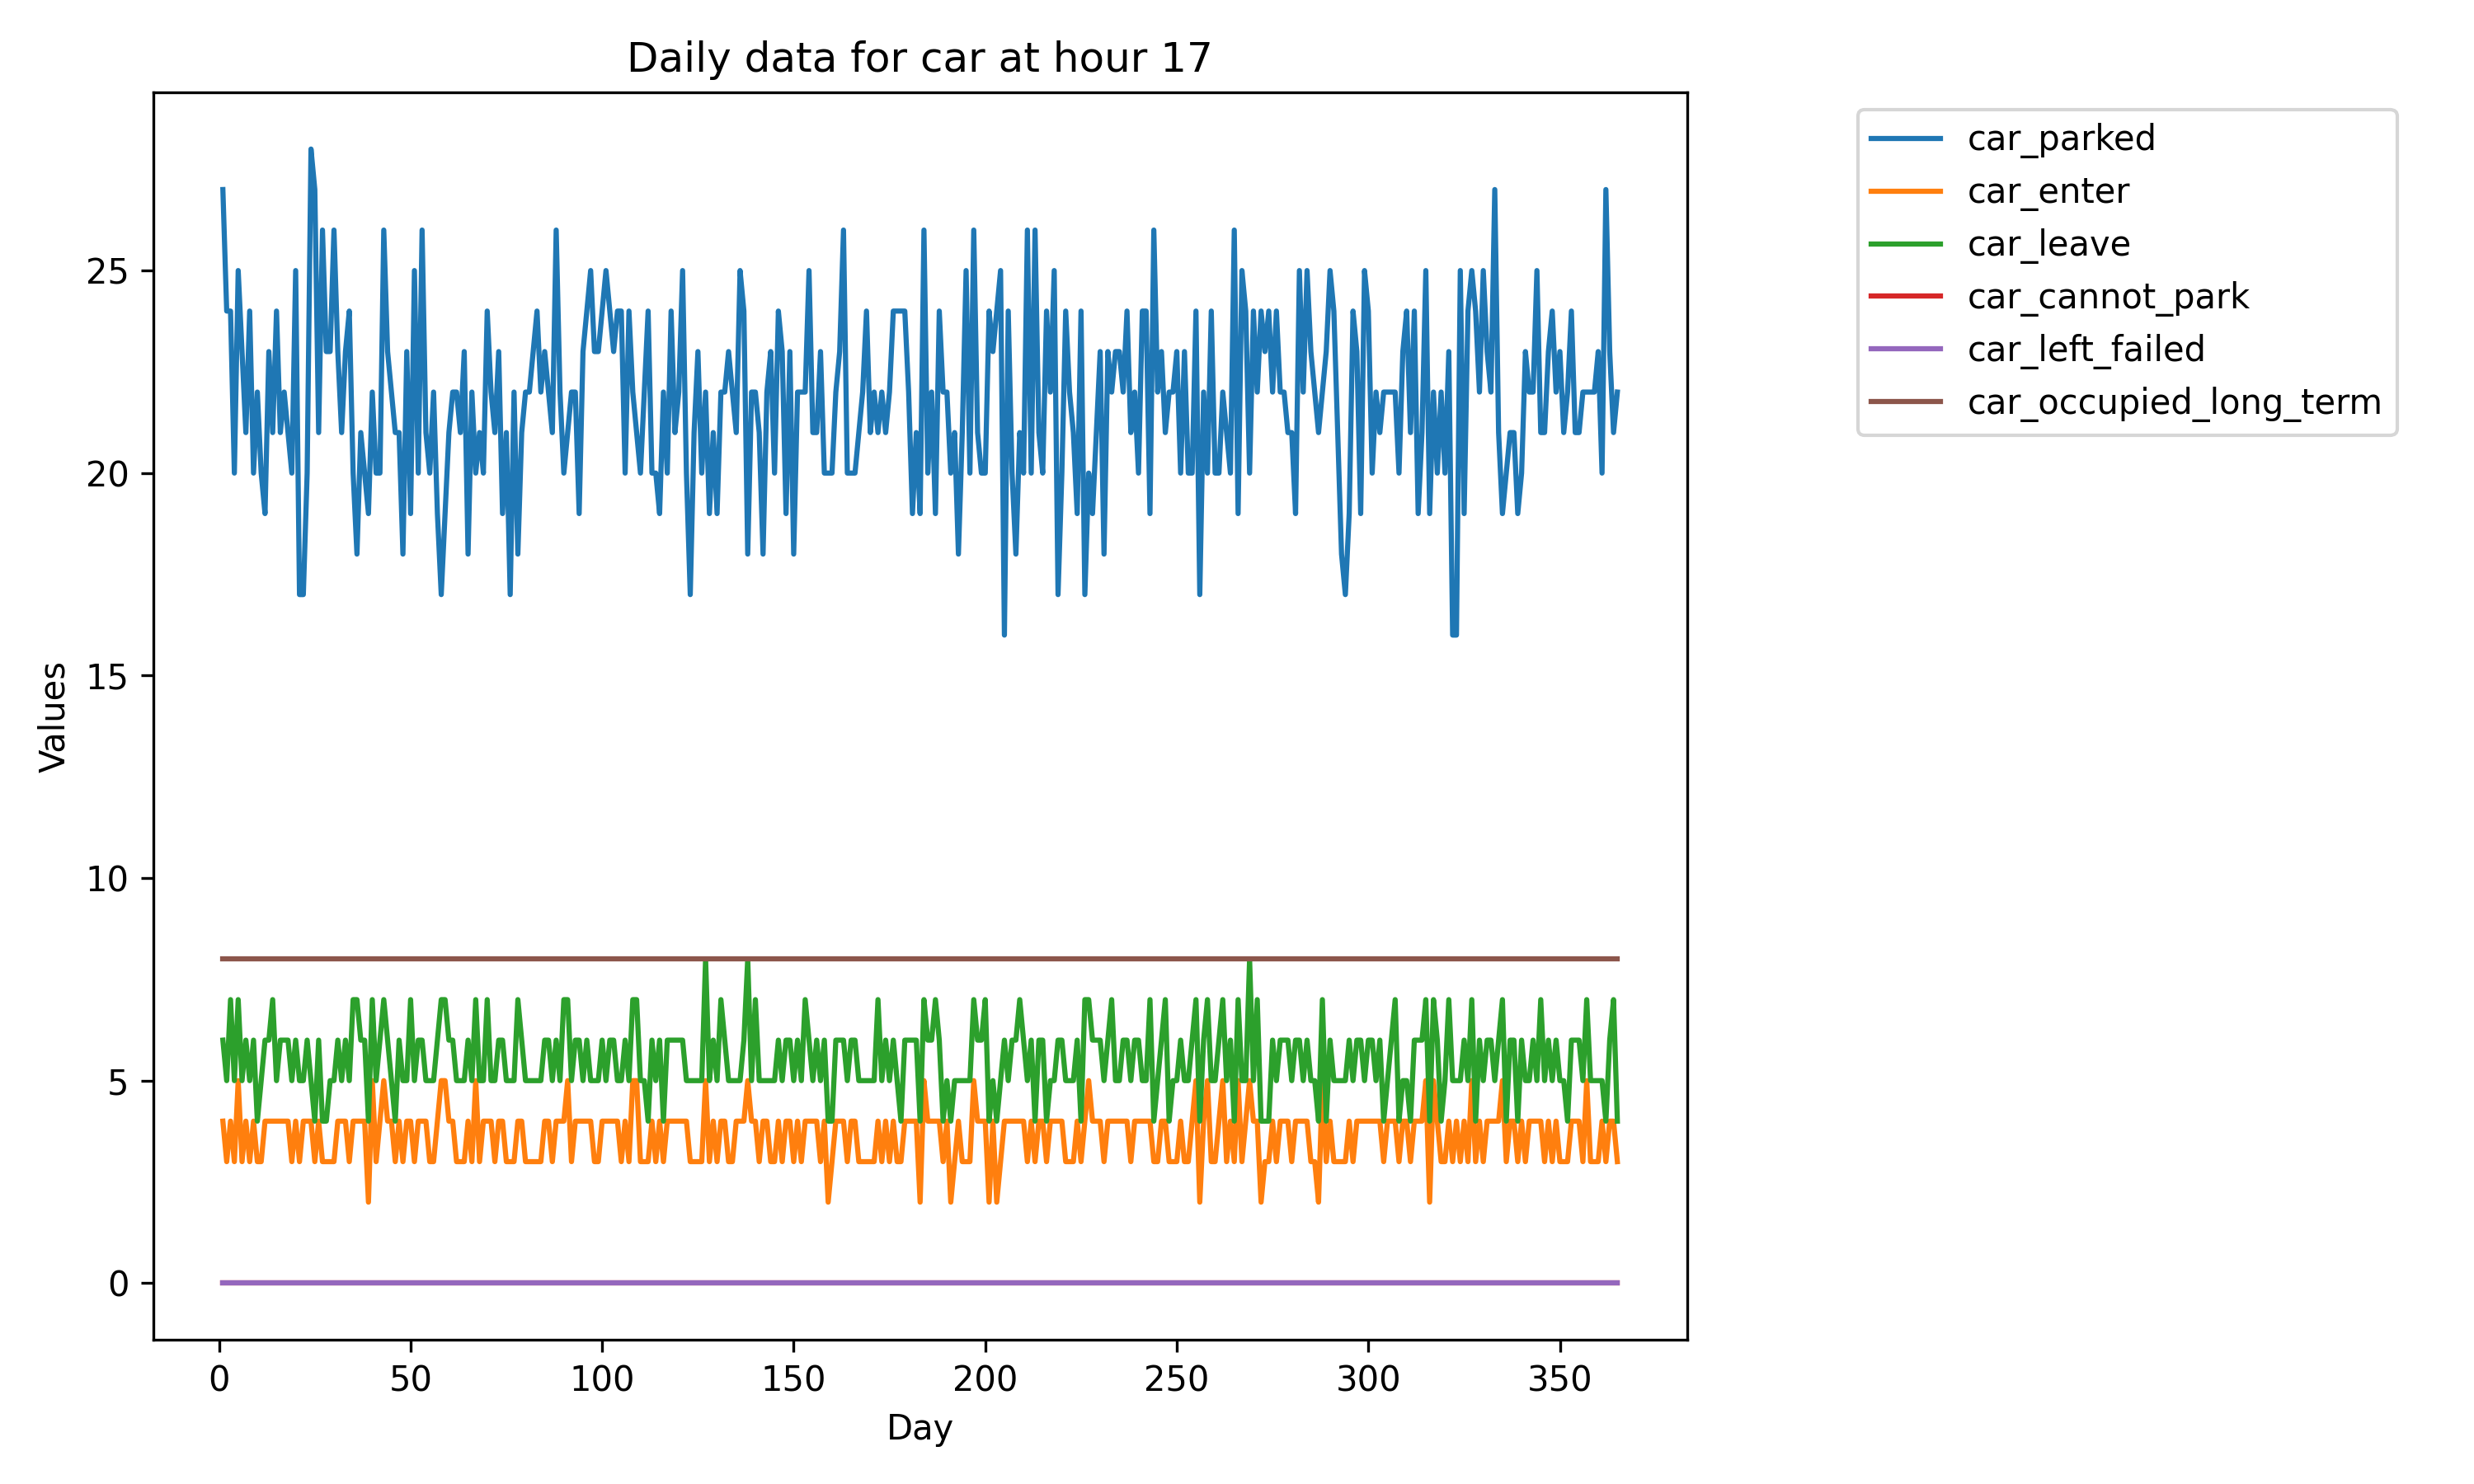 Daily data for car at hour 17
car_parked
car_enter
car_leave
car_cannot_park
car_left_failed
car_occupied_long_term
Values
25
20
15
10
5
0
0 50 100 150 200 250 300 350
Day